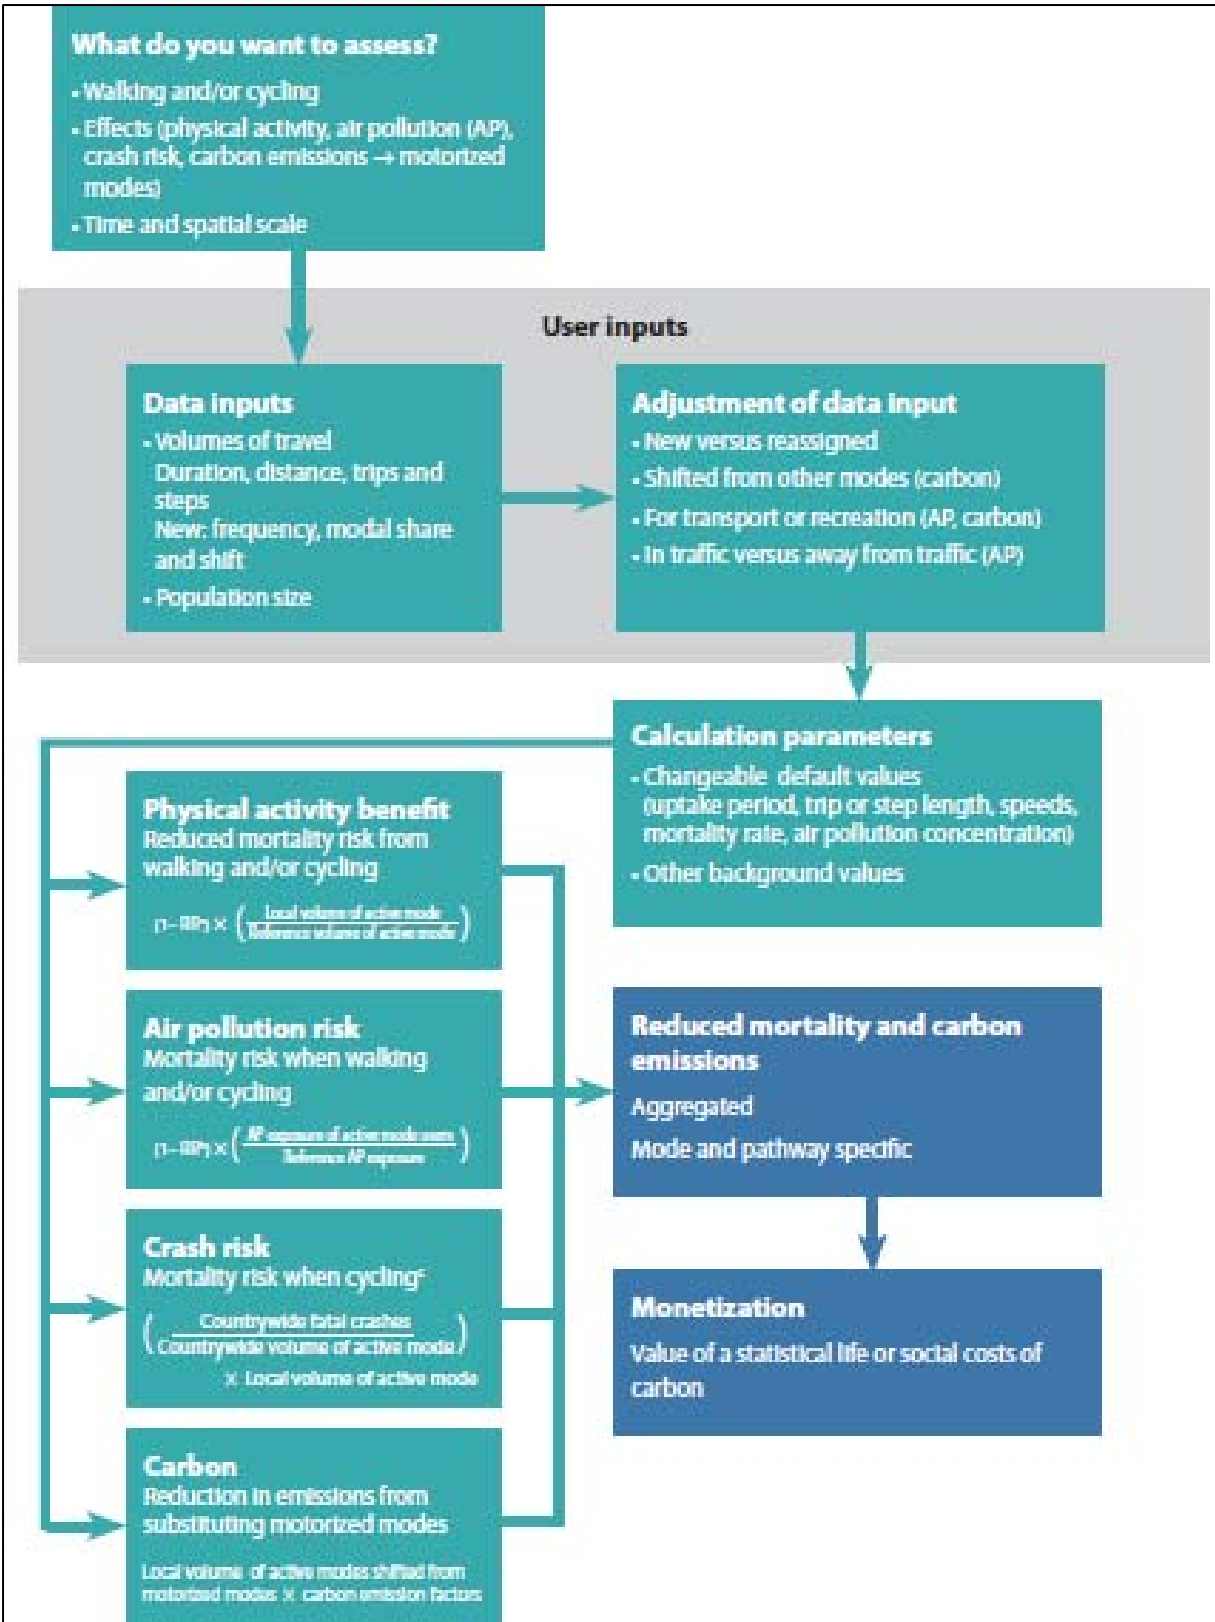 What do you want to assess?
- Walking and/or cycling
- Effects (physical activity, air pollution (AP),
crash risk, carbon emissions → motorized
modes)
- Time and spatial scale
User inputs
Data inputs
- Volumes of travel
Duration, distance, trips and
steps
New: frequency, modal share
and shift
- Population size
Adjustment of data input
- New versus reassigned
- Shifted from other modes (carbon)
- For transport or recreation (AP, carbon)
- In traffic versus away from traffic (AP)
Calculation parameters
- Changeable default values
(uptake period, trip or step length, speeds,
mortality rate, air pollution concentration)
- Other background values
Physical activity benefit
Reduced mortality risk from
walking and/or cycling
Local volume of active mode
Reference volume of active mode
Air pollution risk
Mortality risk when walking
and/or cycling
AP exposure of active mode users
Reference AP exposure
Crash risk
Mortality risk when cycling
Countrywide fatal crashes
Countrywide volume of active mode
× Local volume of active mode
Carbon
Reduction in emissions from
substituting motorized modes
Local volume of active modes shifted from
motorized modes × carbon emission factors
Reduced mortality and carbon
emissions
Aggregated
Mode and pathway specific
Monetization
Value of a statistical life or social costs of
carbon